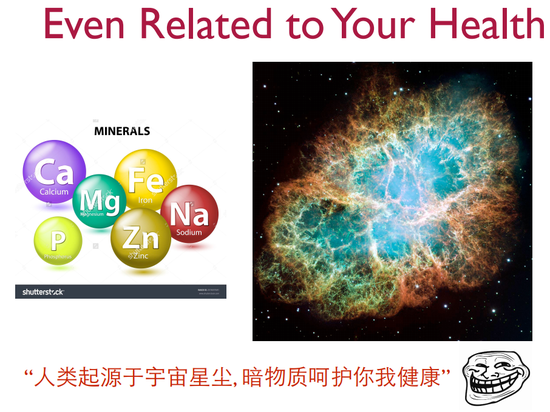 Even Related to Your Health
MINERALS
Ca
Calcium
Mg
Magnesium
Fe
Iron
Na
Sodium
P
Phosphorus
Zn
Zinc
shutterstock
“人类起源于宇宙星尘,暗物质呵护你我健康”